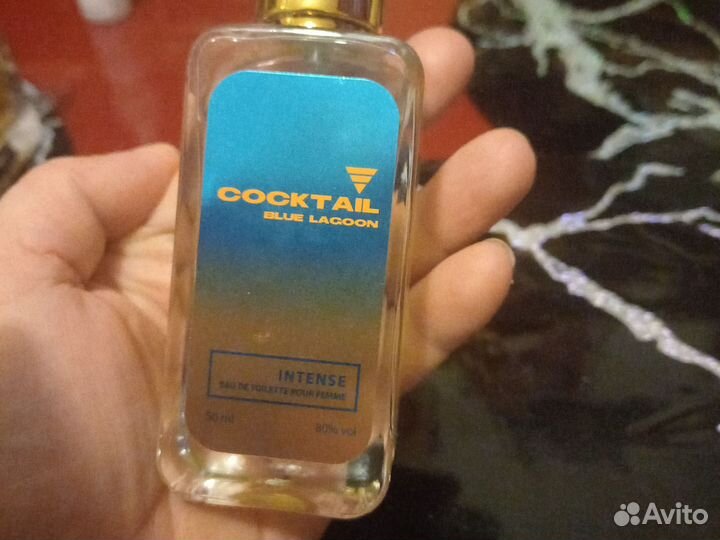 COCKTAIL
BLUE LAGOON
INTENSE
EAU DE TOILETTE POUR FEMME
50 ml 80% vol
Avito